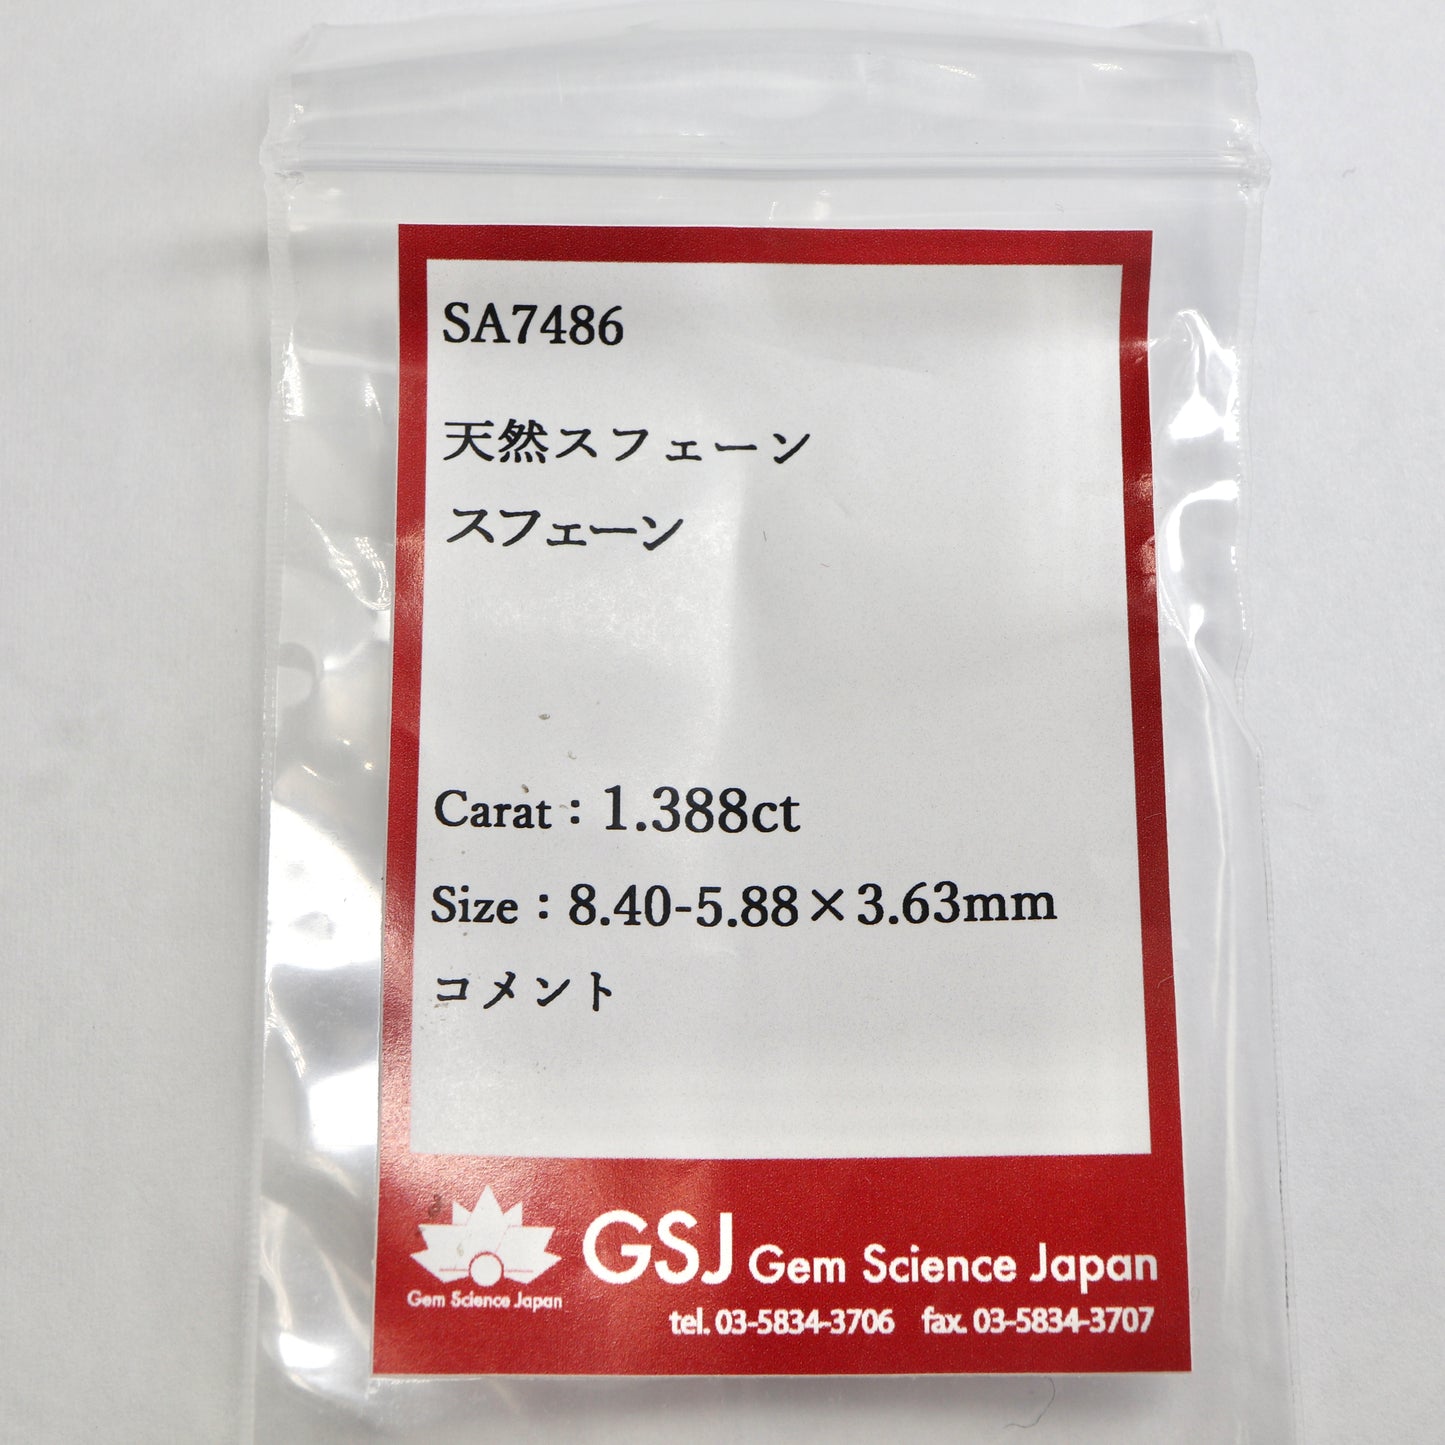 SA7486
天然スフェーン
スフェーン
Carat：1.388ct
Size：8.40-5.88×3.63mm
コメント
Gem Science Japan
GSJ Gem Science Japan
tel. 03-5834-3706 fax. 03-5834-3707